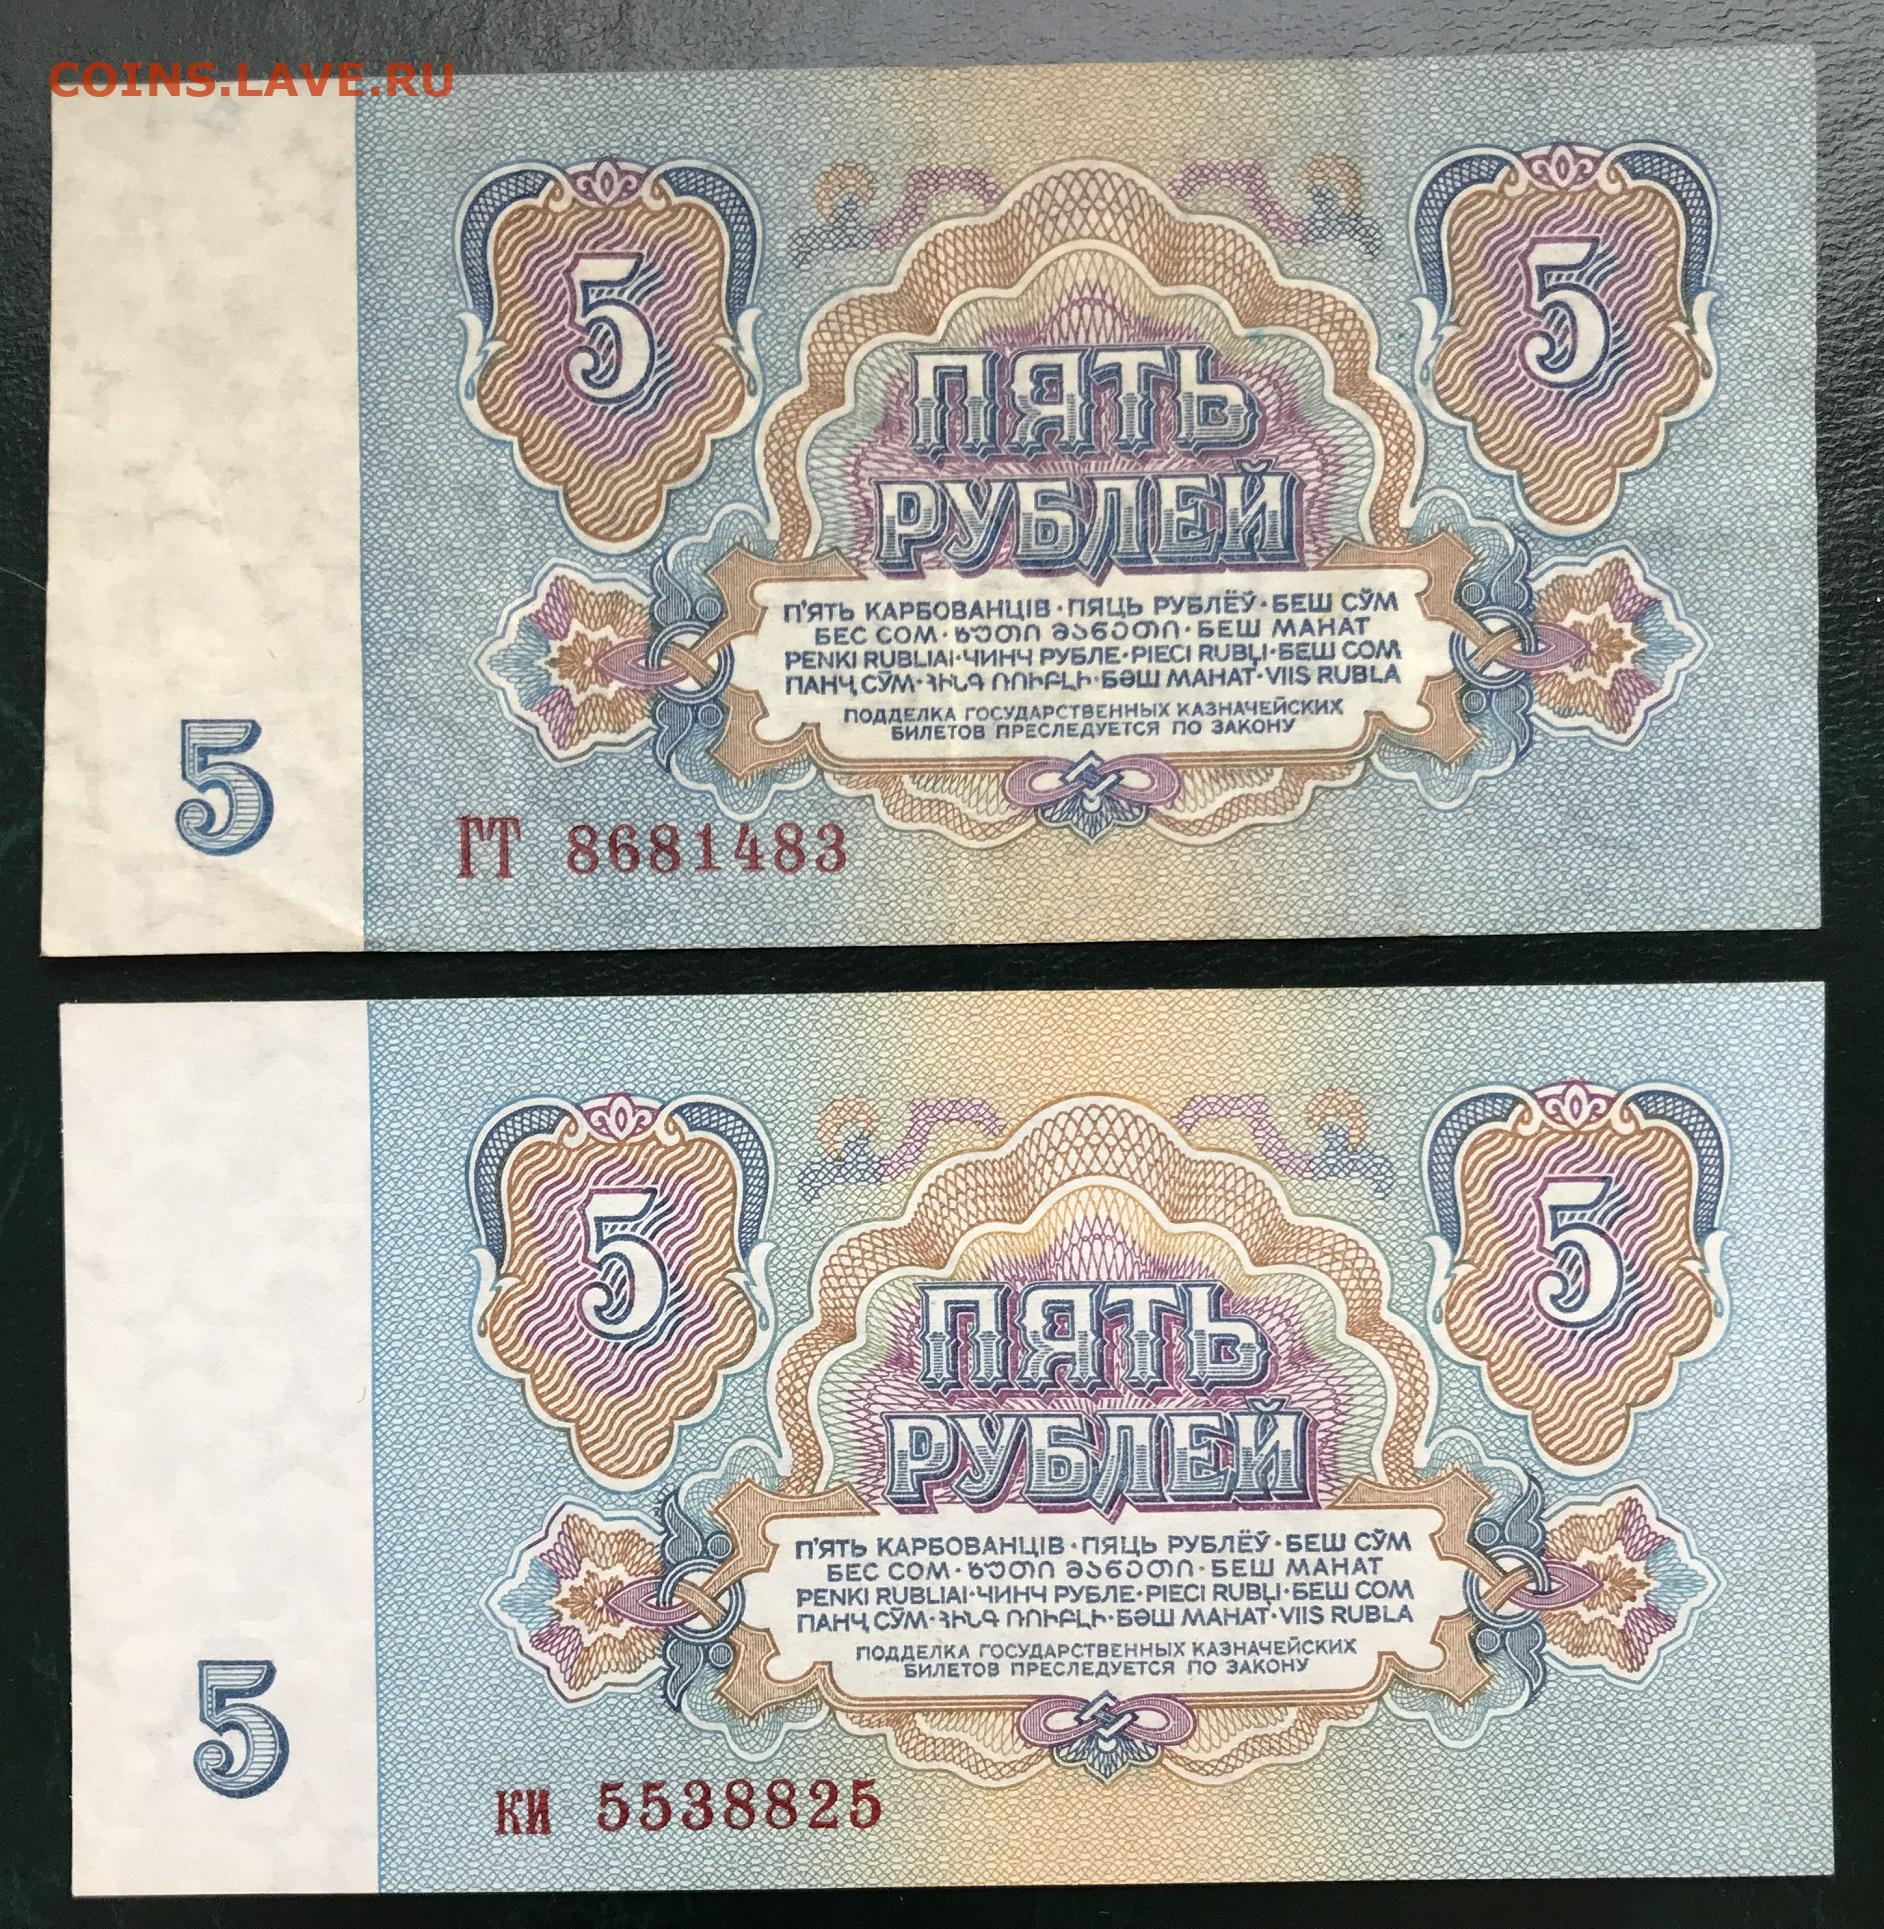 COINS.LAVE.RU
5
5
ПЯТЬ
РУБЛЕЙ
П'ЯТЬ КАРБОВАНЦІВ·ПЯЦЬ РУБЛЁЎ·БЕШ СЎМ
БЕС СОМ·ხუთი მანეთი·БЕШ МАНАТ
PENKI RUBLIAI·ЧИНЧ РУБЛЕ·PIECI RUBĻI·БЕШ СОМ
ПАНҶ СӮМ·ՀԻՆԳ ՌՈՒԲԼԻ·БӘШ МАНАТ·VIIS RUBLA
ПОДДЕЛКА ГОСУДАРСТВЕННЫХ КАЗНАЧЕЙСКИХ
БИЛЕТОВ ПРЕСЛЕДУЕТСЯ ПО ЗАКОНУ
5
ГТ 8681483
5
5
ПЯТЬ
РУБЛЕЙ
П'ЯТЬ КАРБОВАНЦІВ·ПЯЦЬ РУБЛЁЎ·БЕШ СЎМ
БЕС СОМ·ხუთი მანეთი·БЕШ МАНАТ
PENKI RUBLIAI·ЧИНЧ РУБЛЕ·PIECI RUBĻI·БЕШ СОМ
ПАНҶ СӮМ·ՀԻՆԳ ՌՈՒԲԼԻ·БӘШ МАНАТ·VIIS RUBLA
ПОДДЕЛКА ГОСУДАРСТВЕННЫХ КАЗНАЧЕЙСКИХ
БИЛЕТОВ ПРЕСЛЕДУЕТСЯ ПО ЗАКОНУ
5
ки 5538825